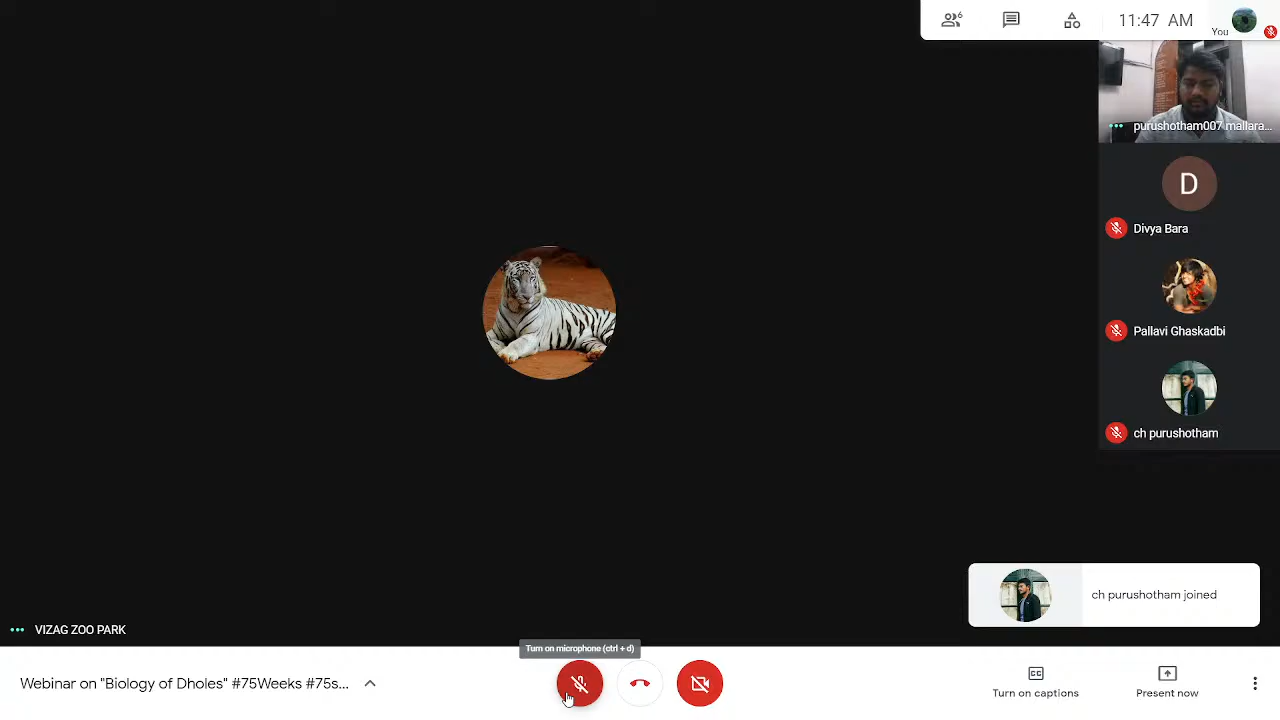 6
11:47 AM
You
purushotham007 mallara...
D
Divya Bara
Pallavi Ghaskadbi
ch purushotham
ch purushotham joined
VIZAG ZOO PARK
Turn on microphone (ctrl + d)
Webinar on "Biology of Dholes" #75Weeks #75s...
CC
Turn on captions
Present now